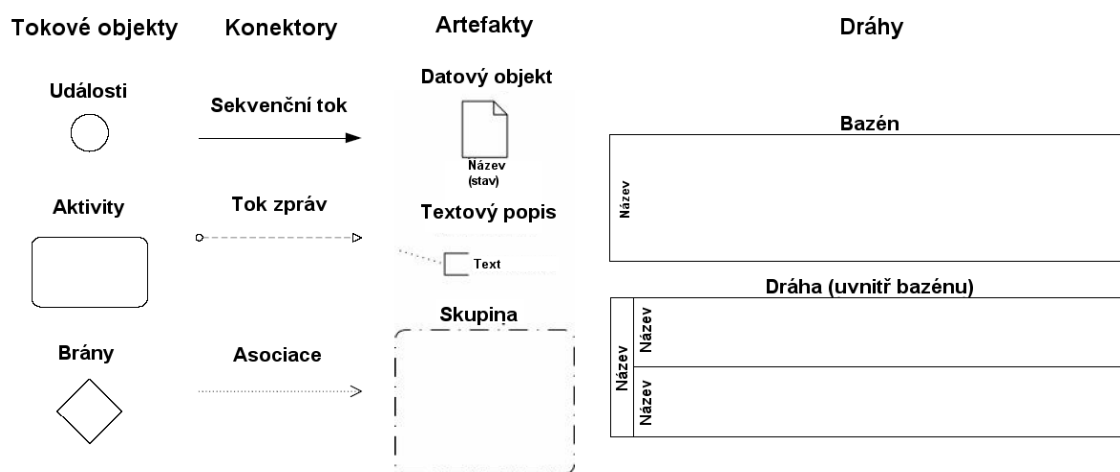 Tokové objekty
Události
Aktivity
Brány
Konektory
Sekvenční tok
Tok zpráv
Asociace
Artefakty
Datový objekt
Název
(stav)
Textový popis
Text
Skupina
Dráhy
Bazén
Název
Dráha (uvnitř bazénu)
Název
Název
Název